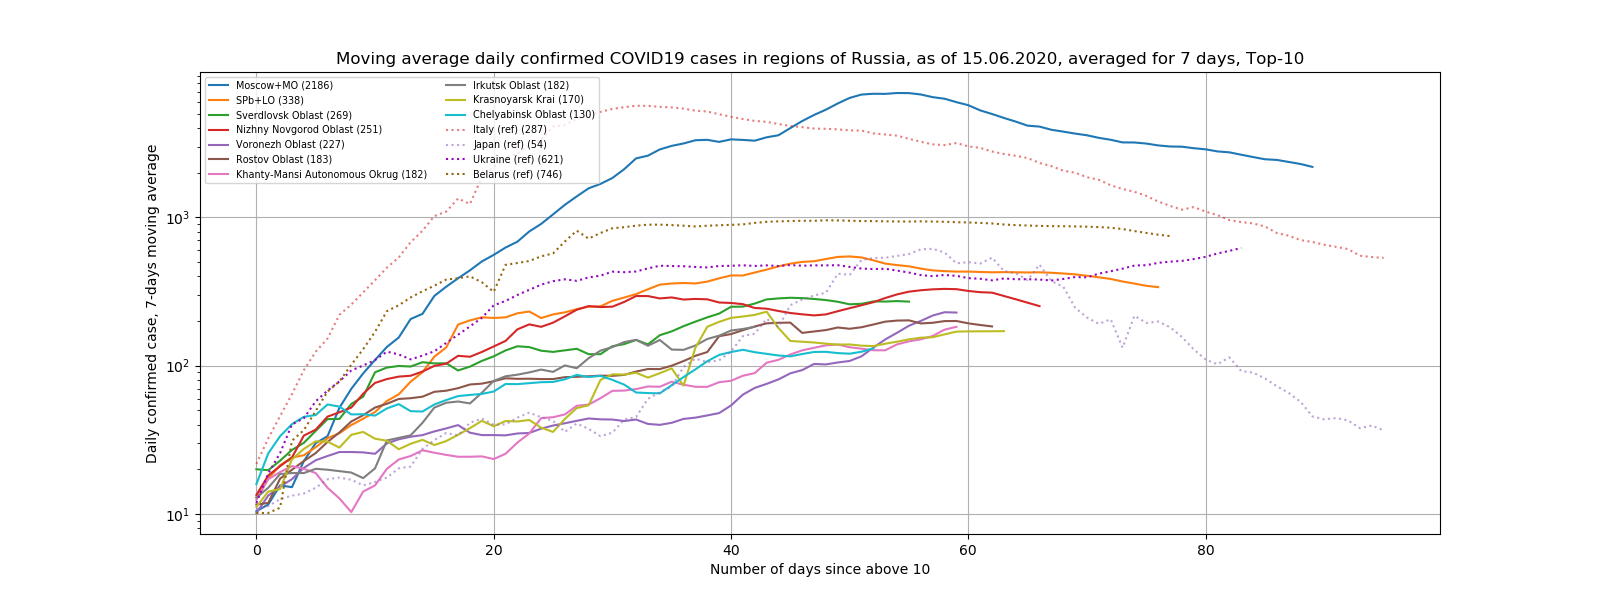 Moving average daily confirmed COVID19 cases in regions of Russia, as of 15.06.2020, averaged for 7 days, Top-10
Moscow+MO (2186)
SPb+LO (338)
Sverdlovsk Oblast (269)
Nizhny Novgorod Oblast (251)
Voronezh Oblast (227)
Rostov Oblast (183)
Khanty-Mansi Autonomous Okrug (182)
Irkutsk Oblast (182)
Krasnoyarsk Krai (170)
Chelyabinsk Oblast (130)
Italy (ref) (287)
Japan (ref) (54)
Ukraine (ref) (621)
Belarus (ref) (746)
Daily confirmed case, 7-days moving average
10³
10²
10¹
0 20 40 60 80
Number of days since above 10